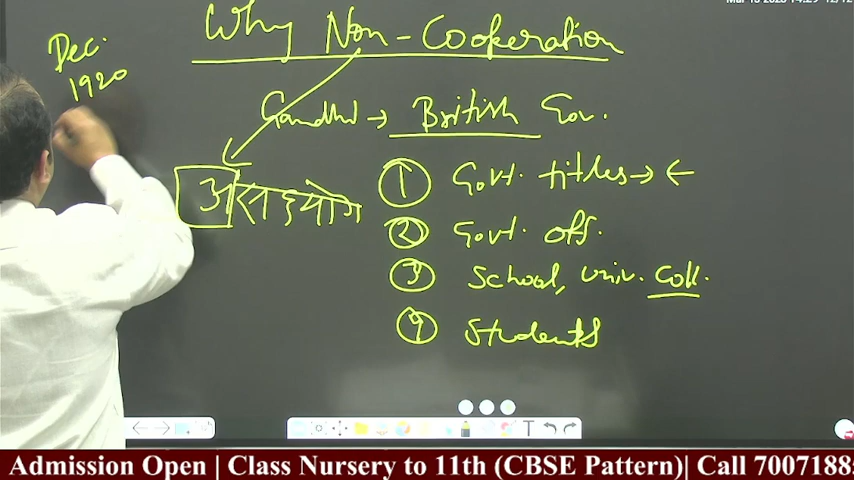 Why Non-Cooperation
Dec.
1920
Gandhi → British Gov.
असहयोग
① Govt. titles → ←
② Govt. off.
③ School, univ. Coll.
④ Students
T
Admission Open | Class Nursery to 11th (CBSE Pattern)| Call 7007188